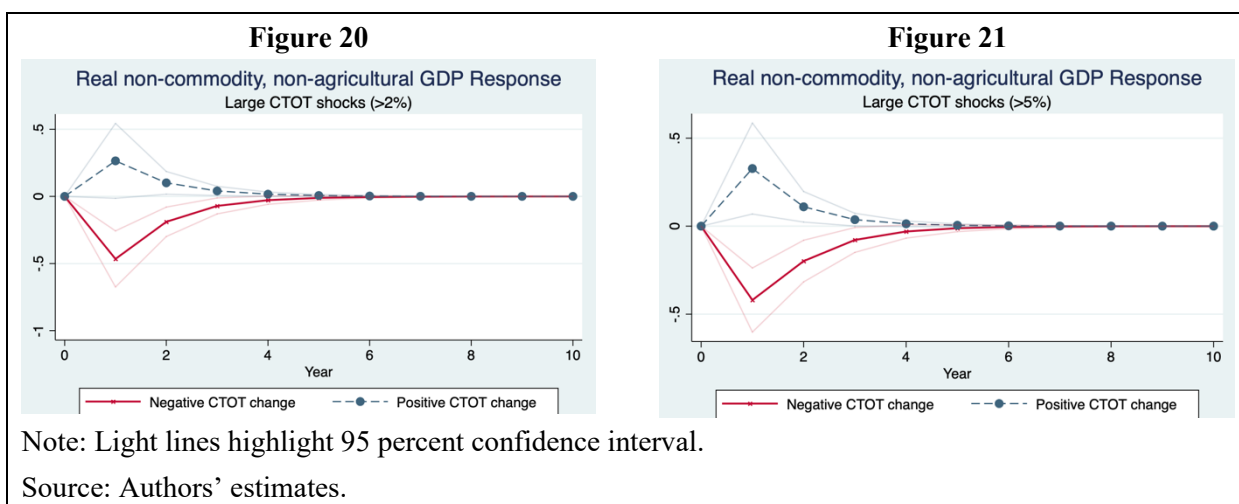 Figure 20
Real non-commodity, non-agricultural GDP Response
Large CTOT shocks (>2%)
.5
0
-.5
-1
0 2 4 6 8 10
Year
Negative CTOT change Positive CTOT change
Figure 21
Real non-commodity, non-agricultural GDP Response
Large CTOT shocks (>5%)
.5
0
-.5
0 2 4 6 8 10
Year
Negative CTOT change Positive CTOT change
Note: Light lines highlight 95 percent confidence interval.
Source: Authors’ estimates.